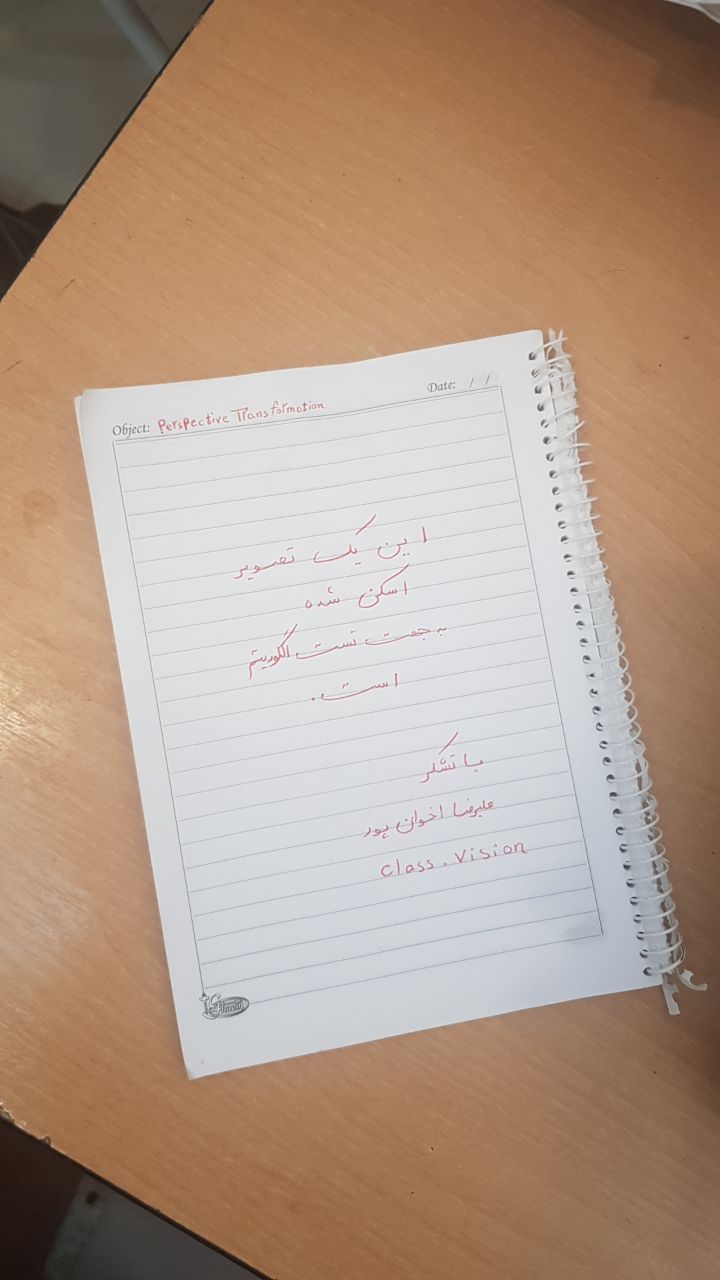 Object: Perspective Transformation
Date: / /
این یک تصویر
اسکن شده
به جهت تست الگوریتم
است.
با تشکر
علیرضا اخوان پور
class.vision